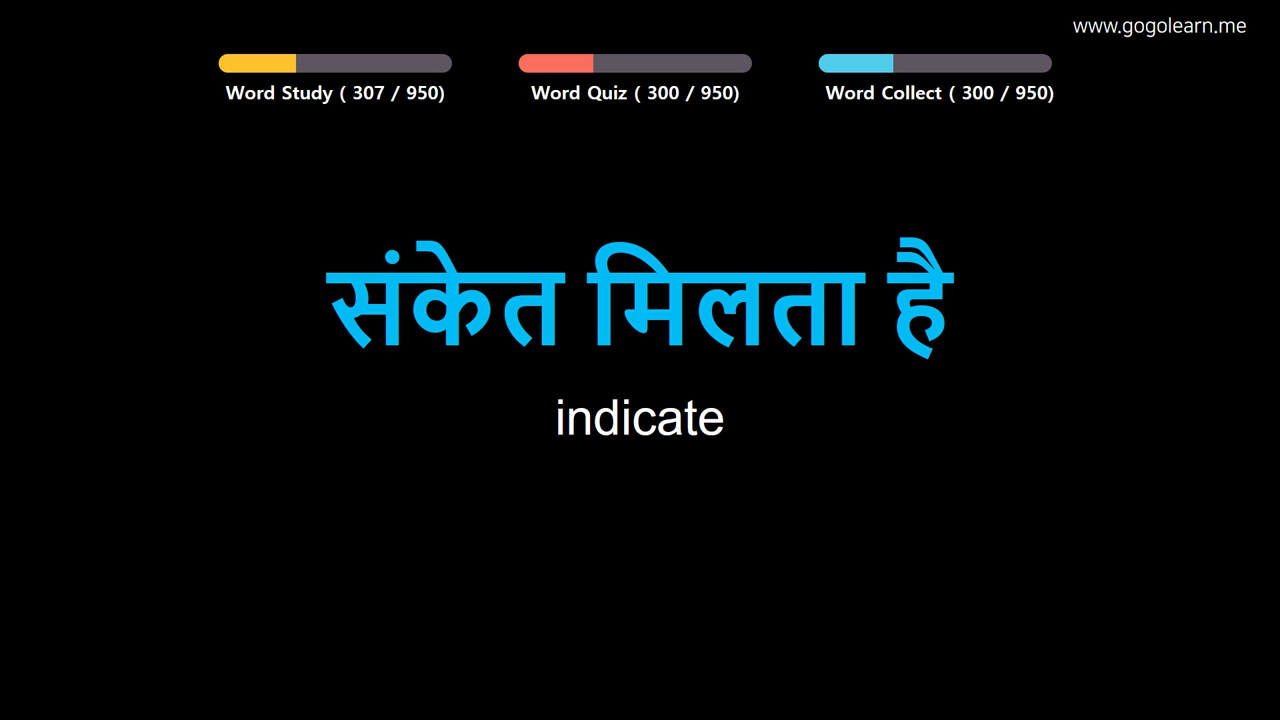 www.gogolearn.me
Word Study ( 307 / 950) Word Quiz ( 300 / 950) Word Collect ( 300 / 950)
संकेत मिलता है
indicate